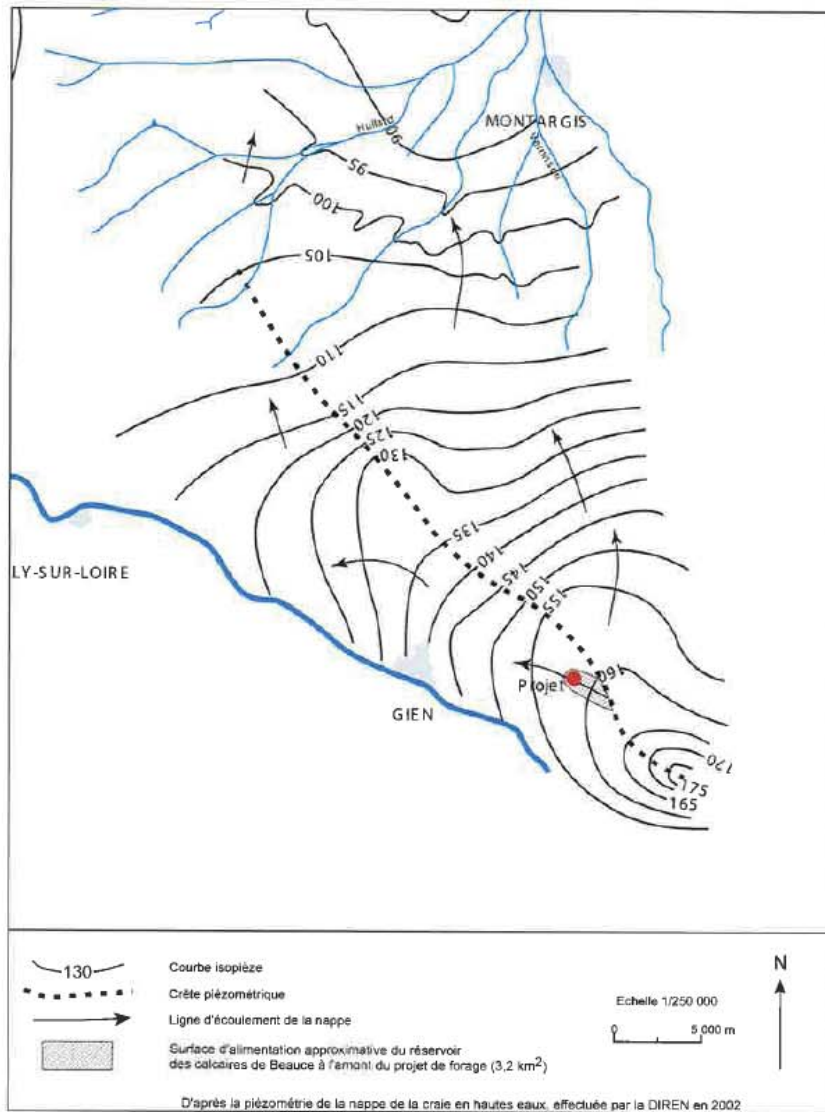 Huillard
90
MONTARGIS
Vernisson
95
100
105
110
115
120
125
130
135
140
145
150
155
LY-SUR-LOIRE
160
Projet
GIEN
170
175
165
130
Courbe isopièze
Crête piézométrique
Ligne d'écoulement de la nappe
Surface d'alimentation approximative du réservoir
des calcaires de Beauce à l'amont du projet de forage (3,2 km²)
N
Echelle 1/250 000
0 5 000 m
D'après la piézométrie de la nappe de la craie en hautes eaux, effectuée par la DIREN en 2002